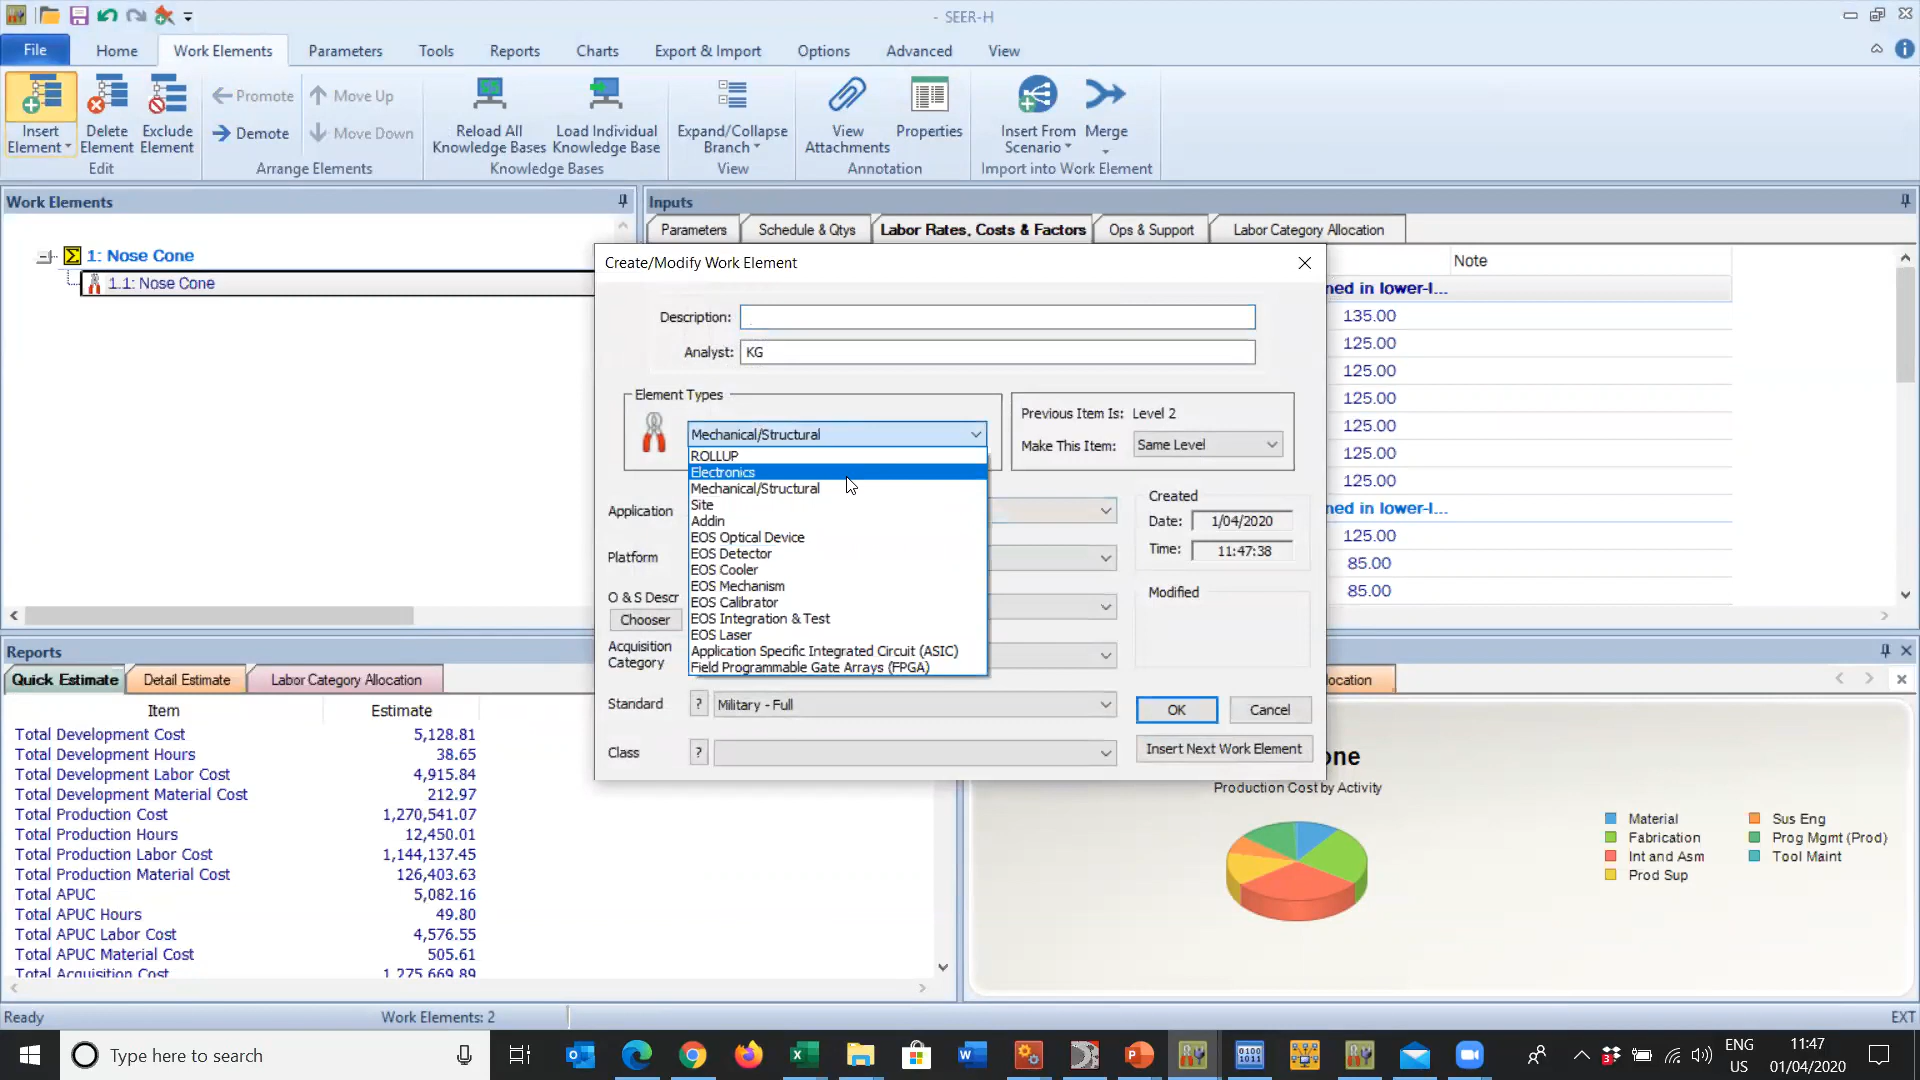 - SEER-H
File Home Work Elements Parameters Tools Reports Charts Export & Import Options Advanced View
Insert Element
Delete Element
Exclude Element
Edit
Promote
Demote
Move Up
Move Down
Arrange Elements
Reload All Knowledge Bases
Load Individual Knowledge Base
Knowledge Bases
Expand/Collapse Branch
View
View Attachments
Properties
Annotation
Insert From Scenario
Merge
Import into Work Element
Work Elements
1: Nose Cone
1.1: Nose Cone
Inputs
Parameters Schedule & Qtys Labor Rates, Costs & Factors Ops & Support Labor Category Allocation
Note
ned in lower-l...
135.00
125.00
125.00
125.00
125.00
125.00
125.00
ned in lower-l...
125.00
85.00
85.00
Create/Modify Work Element
Description:
Analyst: KG
Element Types
Mechanical/Structural
ROLLUP
Electronics
Mechanical/Structural
Site
Addin
EOS Optical Device
EOS Detector
EOS Cooler
EOS Mechanism
EOS Calibrator
EOS Integration & Test
EOS Laser
Application Specific Integrated Circuit (ASIC)
Field Programmable Gate Arrays (FPGA)
Previous Item Is: Level 2
Make This Item: Same Level
Application
Platform
O & S Descr
Chooser
Acquisition Category
Standard ? Military - Full
Class ?
Created
Date: 1/04/2020
Time: 11:47:38
Modified
OK Cancel
Insert Next Work Element
Reports
Quick Estimate Detail Estimate Labor Category Allocation
Item Estimate
Total Development Cost 5,128.81
Total Development Hours 38.65
Total Development Labor Cost 4,915.84
Total Development Material Cost 212.97
Total Production Cost 1,270,541.07
Total Production Hours 12,450.01
Total Production Labor Cost 1,144,137.45
Total Production Material Cost 126,403.63
Total APUC 5,082.16
Total APUC Hours 49.80
Total APUC Labor Cost 4,576.55
Total APUC Material Cost 505.61
Total Acquisition Cost 1,275,669.89
ocation
one
Production Cost by Activity
Material
Fabrication
Int and Asm
Prod Sup
Sus Eng
Prog Mgmt (Prod)
Tool Maint
Ready Work Elements: 2 EXT
Type here to search
ENG
US
11:47
01/04/2020